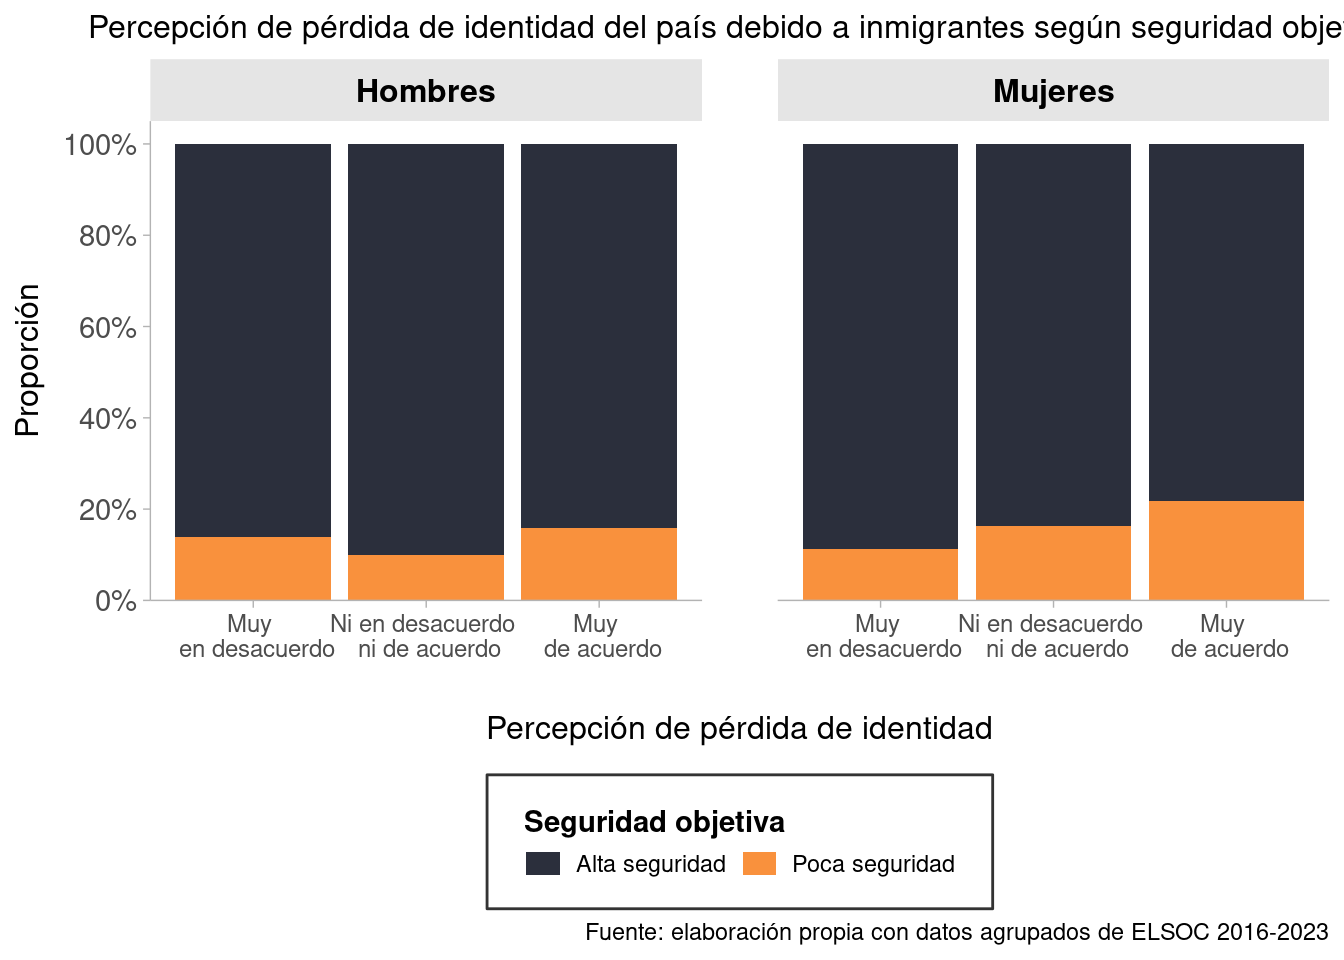 Percepción de pérdida de identidad del país debido a inmigrantes según seguridad
Hombres
Mujeres
100%
80%
60%
40%
20%
0%
Proporción
Muy
en desacuerdo
Ni en desacuerdo
ni de acuerdo
Muy
de acuerdo
Muy
en desacuerdo
Ni en desacuerdo
ni de acuerdo
Muy
de acuerdo
Percepción de pérdida de identidad
Seguridad objetiva
Alta seguridad
Poca seguridad
Fuente: elaboración propia con datos agrupados de ELSOC 2016-2023